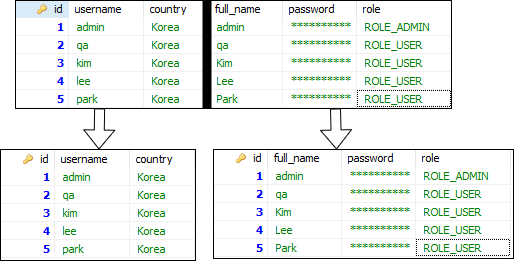 id username country full_name password role
1 admin Korea admin ********** ROLE_ADMIN
2 qa Korea qa ********** ROLE_USER
3 kim Korea Kim ********** ROLE_USER
4 lee Korea Lee ********** ROLE_USER
5 park Korea Park ********** ROLE_USER
id username country
1 admin Korea
2 qa Korea
3 kim Korea
4 lee Korea
5 park Korea
id full_name password role
1 admin ********** ROLE_ADMIN
2 qa ********** ROLE_USER
3 Kim ********** ROLE_USER
4 Lee ********** ROLE_USER
5 Park ********** ROLE_USER